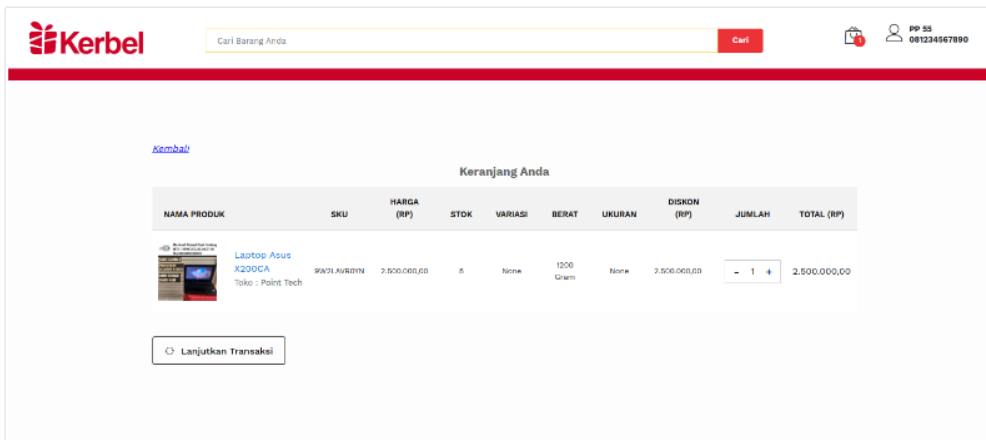 Kerbel
Cari Barang Anda
Cari
1
PP 55
081234567890
Kembali
Keranjang Anda
NAMA PRODUK
SKU
HARGA
(RP)
STOK
VARIASI
BERAT
UKURAN
DISKON
(RP)
JUMLAH
TOTAL (RP)
Laptop Asus
X200CA
Toko : Point Tech
2.500.000,00
None
1200
Gram
None
2.500.000,00
- 1 +
2.500.000,00
Lanjutkan Transaksi